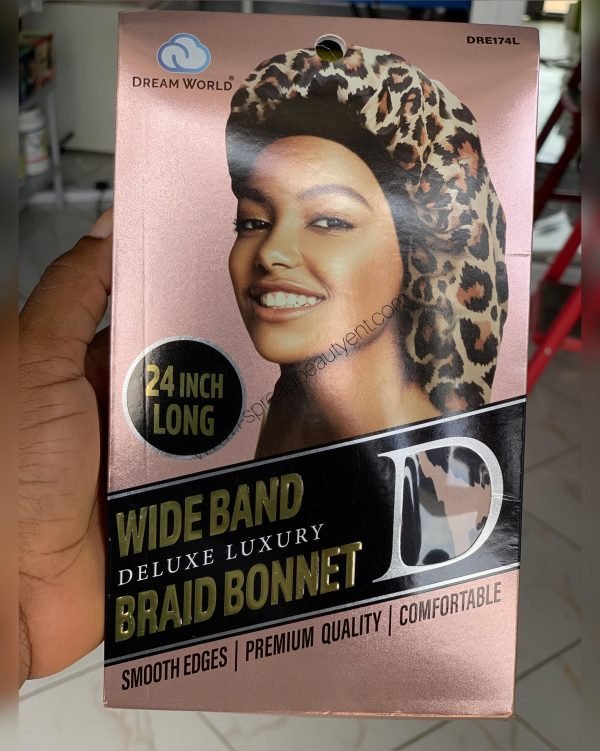 DRE174L
DREAM WORLD®
24 INCH
LONG
WIDE BAND
DELUXE LUXURY
BRAID BONNET
D
SMOOTH EDGES | PREMIUM QUALITY | COMFORTABLE